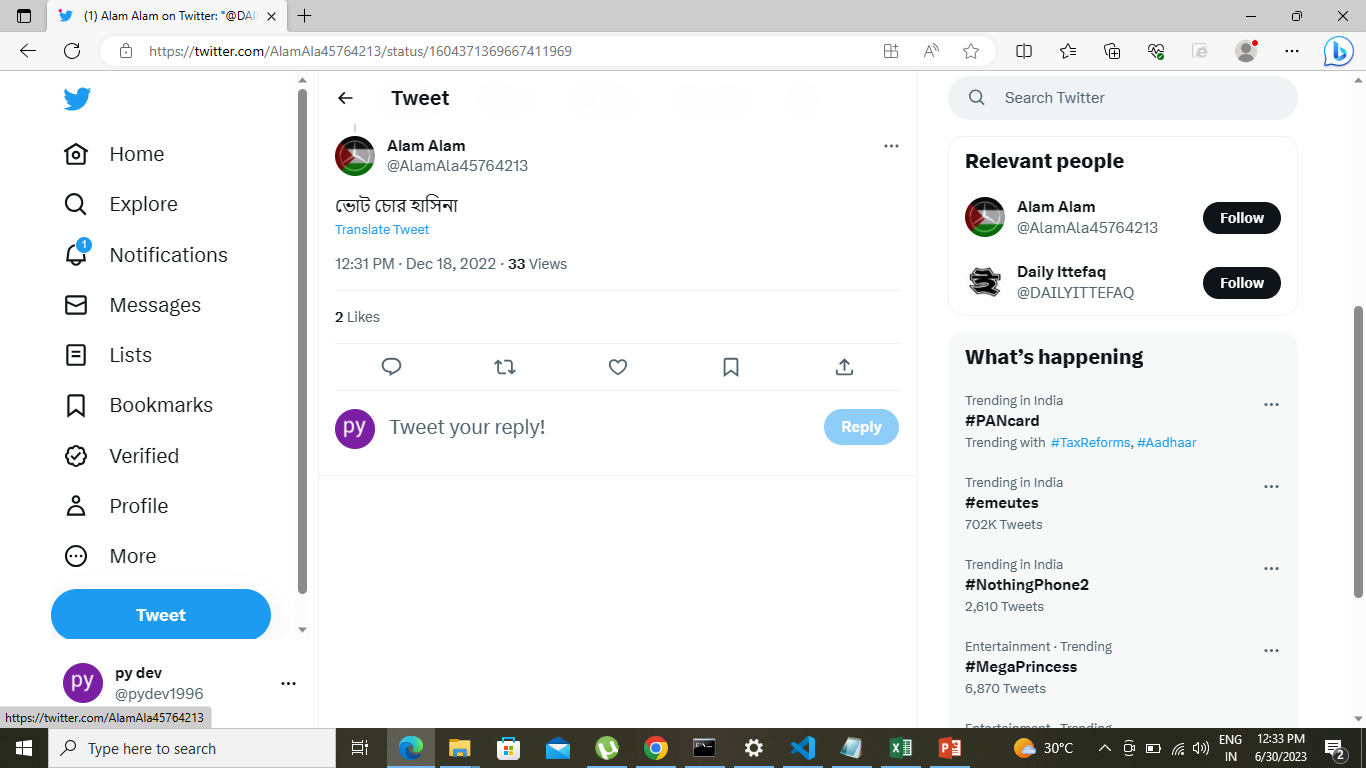 (1) Alam Alam on Twitter: "@DAI
https://twitter.com/AlamAla45764213/status/1604371369667411969
Home
Explore
1
Notifications
Messages
Lists
Bookmarks
Verified
Profile
More
Tweet
py
py dev
@pydev1996
https://twitter.com/AlamAla45764213
Tweet
Alam Alam
@AlamAla45764213
ভোট চোর হাসিনা
Translate Tweet
12:31 PM · Dec 18, 2022 · 33 Views
2 Likes
py
Tweet your reply!
Reply
Search Twitter
Relevant people
Alam Alam
@AlamAla45764213
Follow
Daily Ittefaq
@DAILYITTEFAQ
Follow
What's happening
Trending in India
#PANcard
Trending with #TaxReforms, #Aadhaar
Trending in India
#emeutes
702K Tweets
Trending in India
#NothingPhone2
2,610 Tweets
Entertainment · Trending
#MegaPrincess
6,870 Tweets
Entertainment · Trending
Type here to search
30°C
ENG
IN
12:33 PM
6/30/2023
2